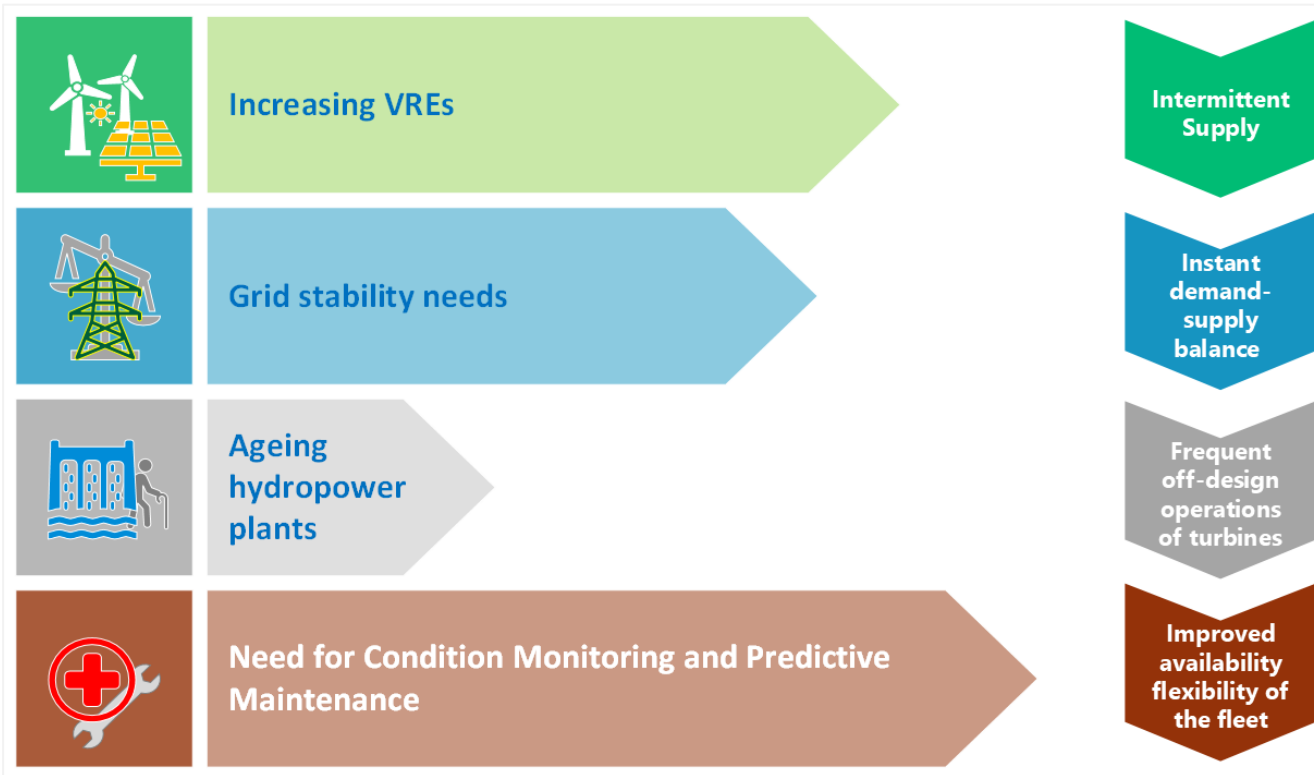 Increasing VREs
Intermittent
Supply
Grid stability needs
Instant
demand-
supply
balance
Ageing
hydropower
plants
Frequent
off-design
operations
of turbines
Need for Condition Monitoring and Predictive
Maintenance
Improved
availability
flexibility of
the fleet